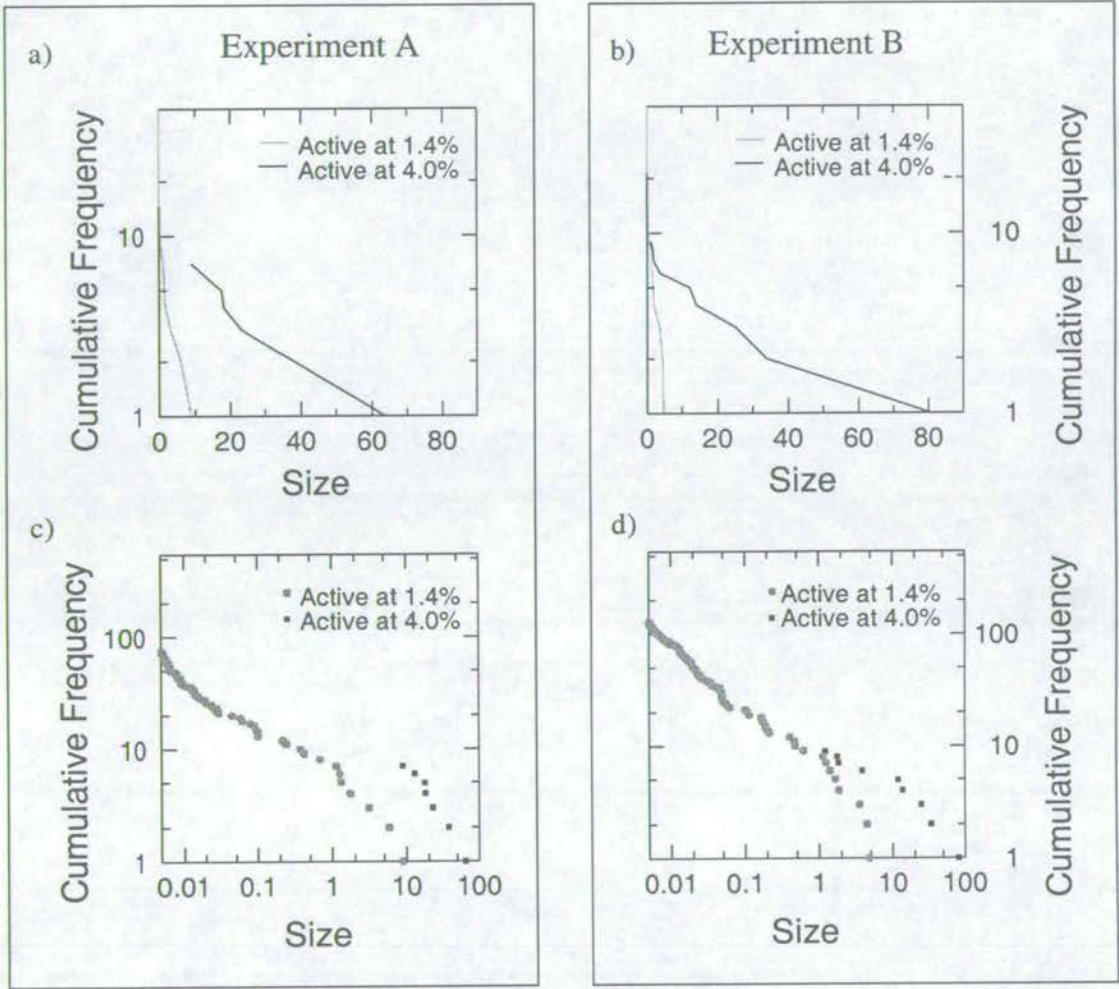 a)
Experiment A
Cumulative Frequency
Active at 1.4%
Active at 4.0%
10
1
0 20 40 60 80
Size
b)
Experiment B
Active at 1.4%
Active at 4.0%
10
1
Cumulative Frequency
0 20 40 60 80
Size
c)
Cumulative Frequency
Active at 1.4%
Active at 4.0%
100
10
1
0.01 0.1 1 10 100
Size
d)
Active at 1.4%
Active at 4.0%
100
10
1
Cumulative Frequency
0.01 0.1 1 10 100
Size